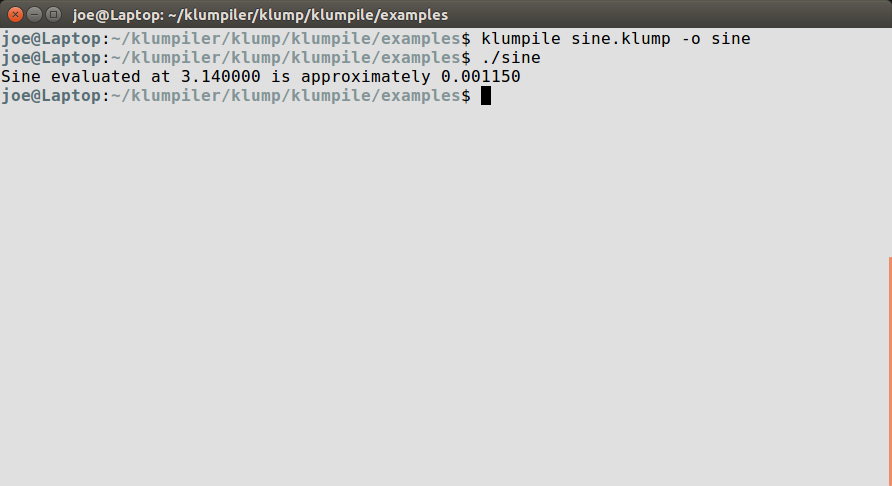 joe@Laptop: ~/klumpiler/klump/klumpile/examples
joe@Laptop:~/klumpiler/klump/klumpile/examples$ klumpile sine.klump -o sine
joe@Laptop:~/klumpiler/klump/klumpile/examples$ ./sine
Sine evaluated at 3.140000 is approximately 0.001150
joe@Laptop:~/klumpiler/klump/klumpile/examples$